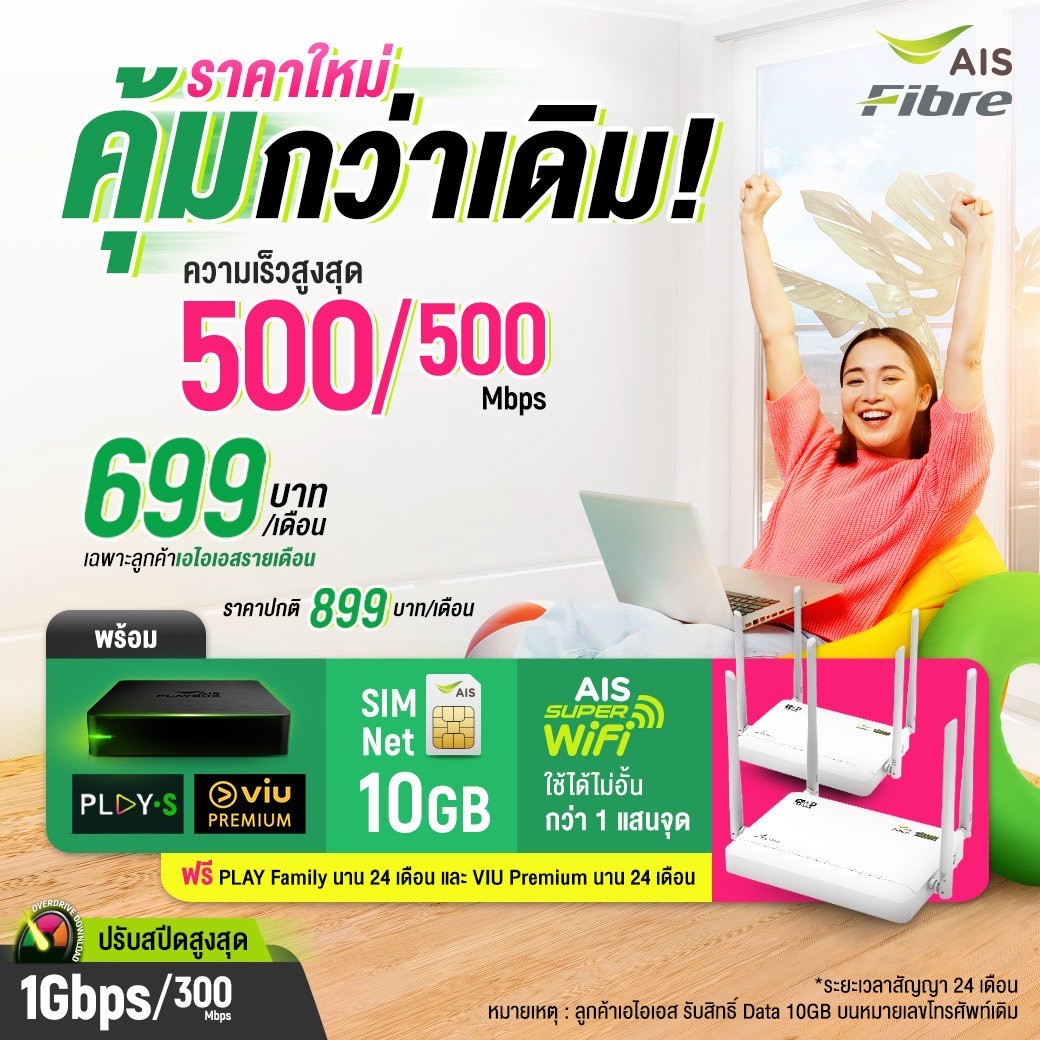 AIS
Fibre
ราคาใหม่
คุ้มกว่าเดิม!
ความเร็วสูงสุด
500/500
Mbps
699 บาท
/เดือน
เฉพาะลูกค้าเอไอเอสรายเดือน
ราคาปกติ 899 บาท/เดือน
พร้อม
AIS
PLAYBOX
PLAY•S
viu
PREMIUM
SIM
Net
AIS
10GB
AIS
SUPER
WiFi
ใช้ได้ไม่อั้น
กว่า 1 แสนจุด
ฟรี PLAY Family นาน 24 เดือน และ VIU Premium นาน 24 เดือน
OVERDRIVE DOWNLOAD
ปรับสปีดสูงสุด
1Gbps/300
Mbps
*ระยะเวลาสัญญา 24 เดือน
หมายเหตุ : ลูกค้าเอไอเอส รับสิทธิ์ Data 10GB บนหมายเลขโทรศัพท์เดิม